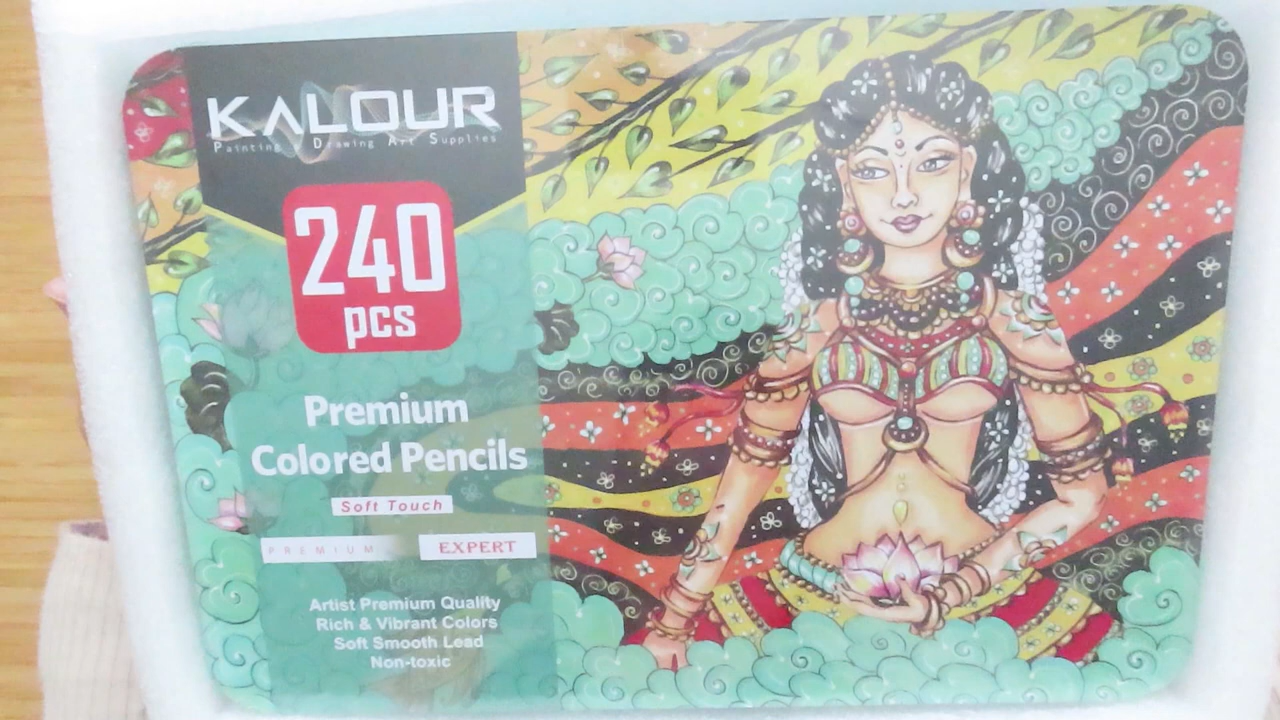 KALOUR
Painting Drawing Art Supplies
240
pcs
Premium
Colored Pencils
Soft Touch
PREMIUM EXPERT
Artist Premium Quality
Rich & Vibrant Colors
Soft Smooth Lead
Non-toxic